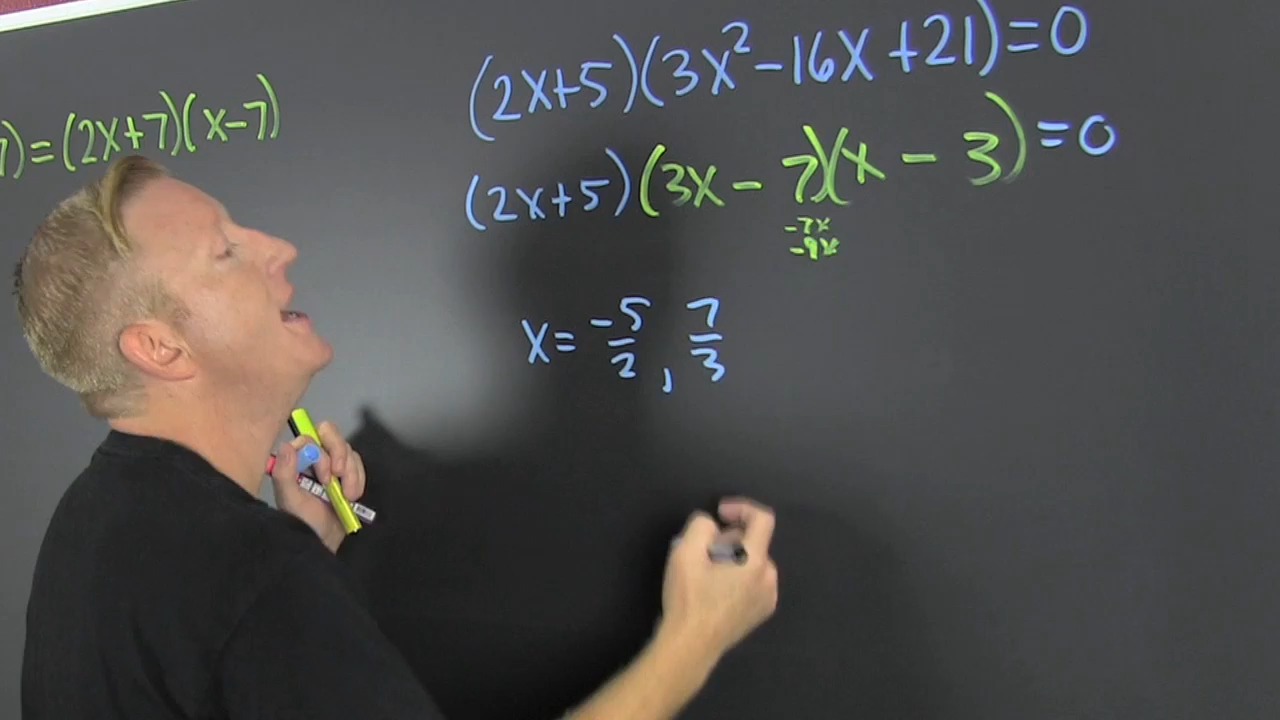 (2x+5)(3x²-16x+21)=0
7)=(2x+7)(x-7)
(2x+5)(3x-7)(x-3)=0
-7x
-9x
x= -5/2, 7/3